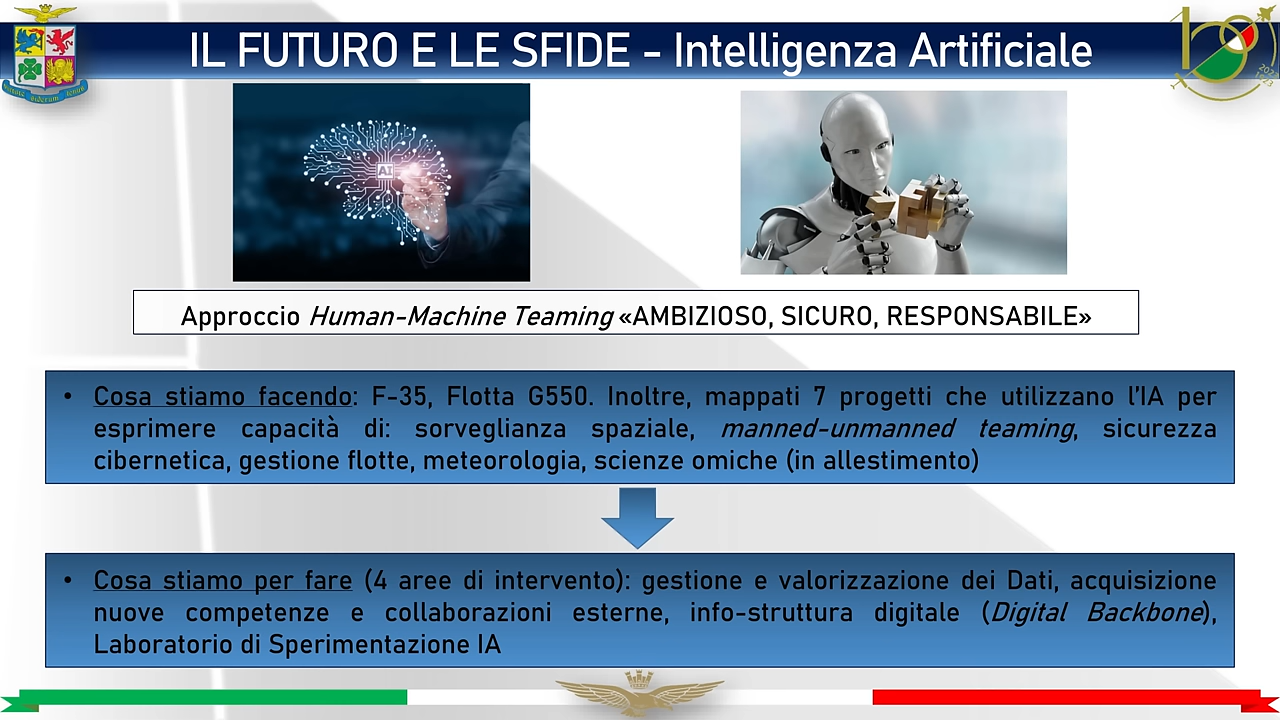 IL FUTURO E LE SFIDE - Intelligenza Artificiale
AI
Approccio Human-Machine Teaming «AMBIZIOSO, SICURO, RESPONSABILE»
• Cosa stiamo facendo: F-35, Flotta G550. Inoltre, mappati 7 progetti che utilizzano l'IA per
esprimere capacità di: sorveglianza spaziale, manned-unmanned teaming, sicurezza
cibernetica, gestione flotte, meteorologia, scienze omiche (in allestimento)
• Cosa stiamo per fare (4 aree di intervento): gestione e valorizzazione dei Dati, acquisizione
nuove competenze e collaborazioni esterne, info-struttura digitale (Digital Backbone),
Laboratorio di Sperimentazione IA